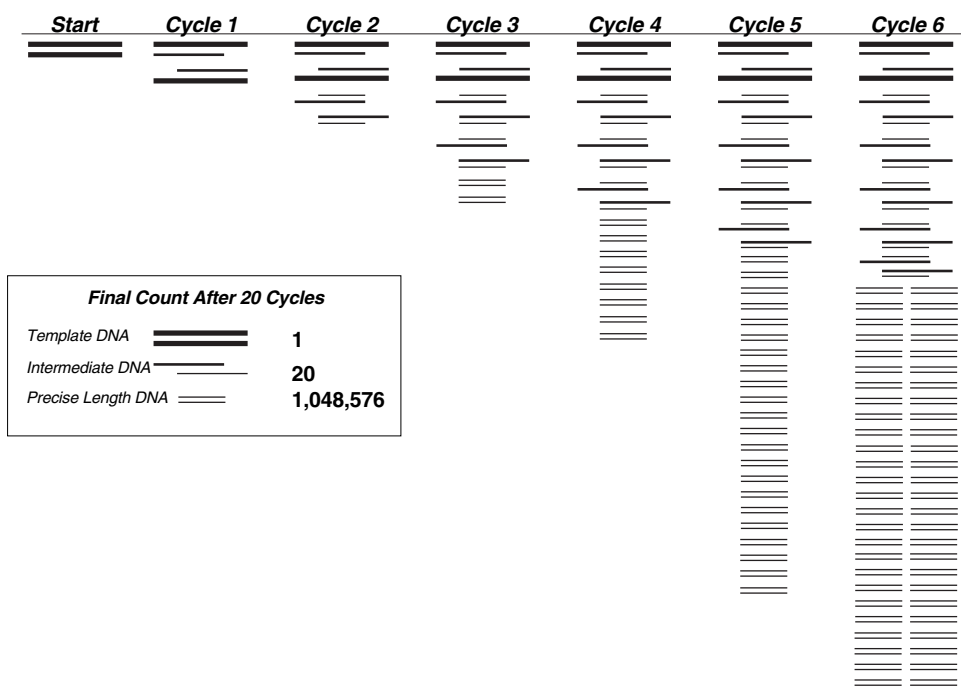 Start Cycle 1 Cycle 2 Cycle 3 Cycle 4 Cycle 5 Cycle 6
Final Count After 20 Cycles
Template DNA 1
Intermediate DNA 20
Precise Length DNA 1,048,576